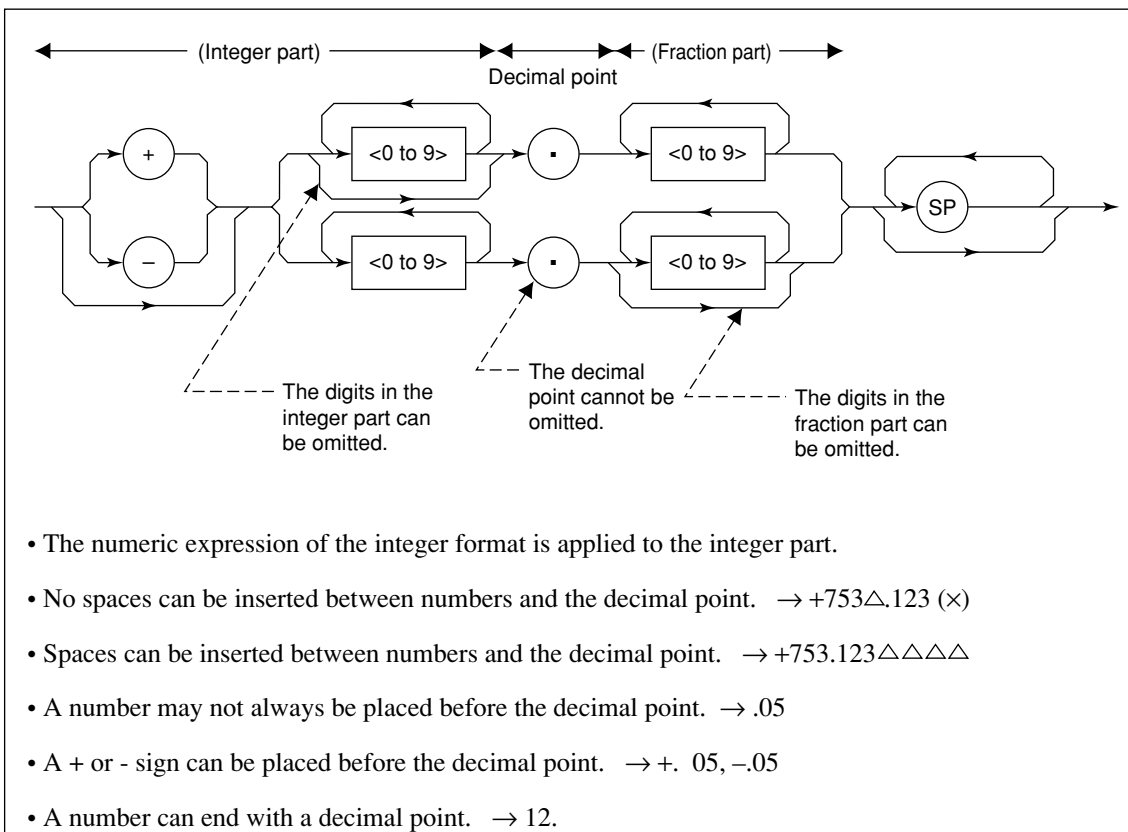 (Integer part)
(Fraction part)
Decimal point
+
<0 to 9>
.
<0 to 9>
SP
−
<0 to 9>
.
<0 to 9>
The digits in the
integer part can
be omitted.
The decimal
point cannot be
omitted.
The digits in the
fraction part can
be omitted.
• The numeric expression of the integer format is applied to the integer part.
• No spaces can be inserted between numbers and the decimal point. → +753△.123 (×)
• Spaces can be inserted between numbers and the decimal point. → +753.123△△△△
• A number may not always be placed before the decimal point. → .05
• A + or - sign can be placed before the decimal point. → +. 05, –.05
• A number can end with a decimal point. → 12.